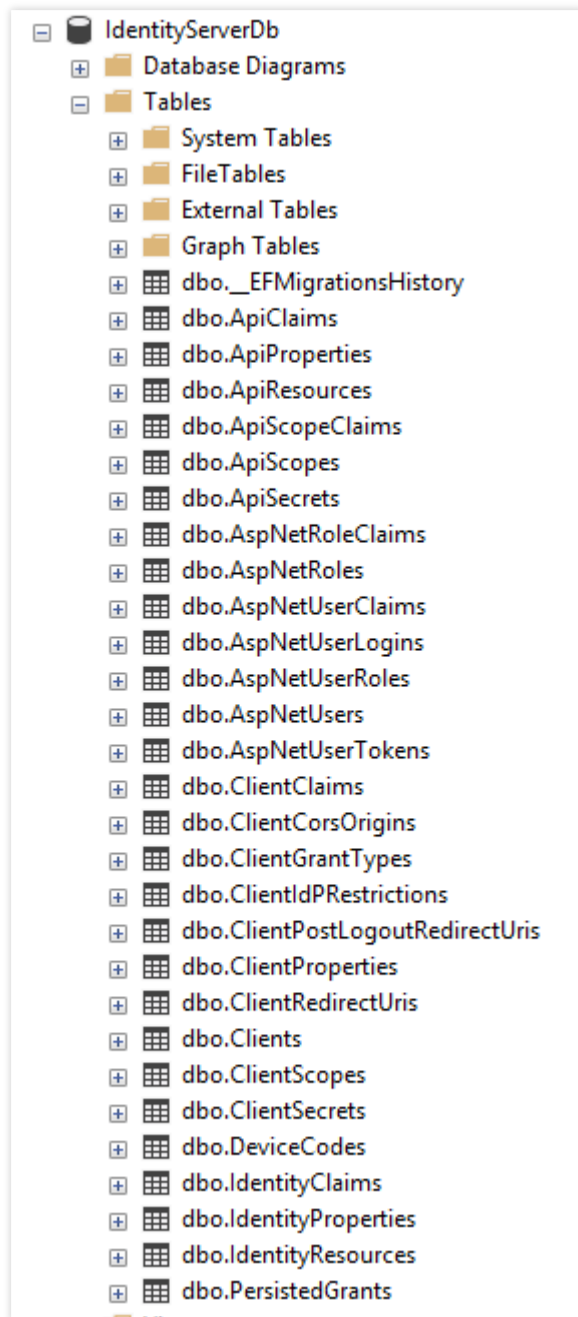 IdentityServerDb
Database Diagrams
Tables
System Tables
FileTables
External Tables
Graph Tables
dbo.__EFMigrationsHistory
dbo.ApiClaims
dbo.ApiProperties
dbo.ApiResources
dbo.ApiScopeClaims
dbo.ApiScopes
dbo.ApiSecrets
dbo.AspNetRoleClaims
dbo.AspNetRoles
dbo.AspNetUserClaims
dbo.AspNetUserLogins
dbo.AspNetUserRoles
dbo.AspNetUsers
dbo.AspNetUserTokens
dbo.ClientClaims
dbo.ClientCorsOrigins
dbo.ClientGrantTypes
dbo.ClientIdPRestrictions
dbo.ClientPostLogoutRedirectUris
dbo.ClientProperties
dbo.ClientRedirectUris
dbo.Clients
dbo.ClientScopes
dbo.ClientSecrets
dbo.DeviceCodes
dbo.IdentityClaims
dbo.IdentityProperties
dbo.IdentityResources
dbo.PersistedGrants